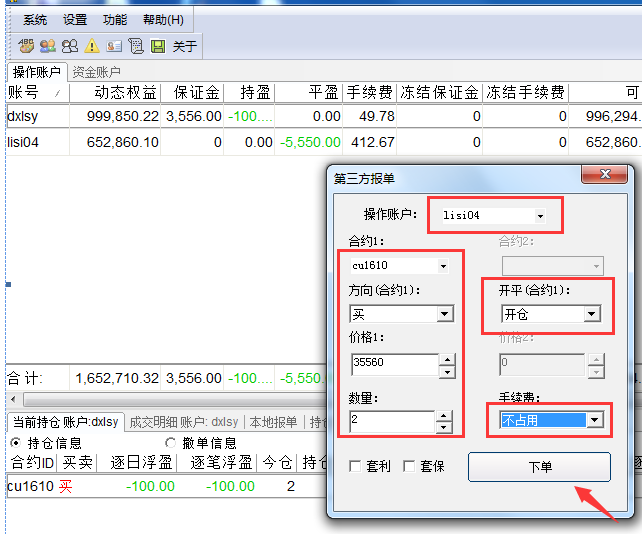 系统 设置 功能 帮助(H)
关于
操作账户 资金账户
账号 动态权益 保证金 持盈 平盈 手续费 冻结保证金 冻结手续费 可
dxlsy 999,850.22 3,556.00 -100.... 0.00 49.78 0 0 996,294.
lisi04 652,860.10 0 0.00 -5,550.00 412.67 0 0 652,860.
第三方报单
操作账户: lisi04
合约1: 合约2:
cu1610
方向(合约1): 开平(合约1):
买 开仓
价格1: 价格2:
35560 0
数量: 手续费:
2 不占用
套利 套保 下单
合计: 1,652,710.32 3,556.00 -100.... -5,550.
当前持仓 账户:dxlsy 成交明细 账户: dxlsy 本地报单
持仓信息 撤单信息
合约ID 买卖 逐日浮盈 逐笔浮盈 今仓 持仓
cu1610 买 -100.00 -100.00 2